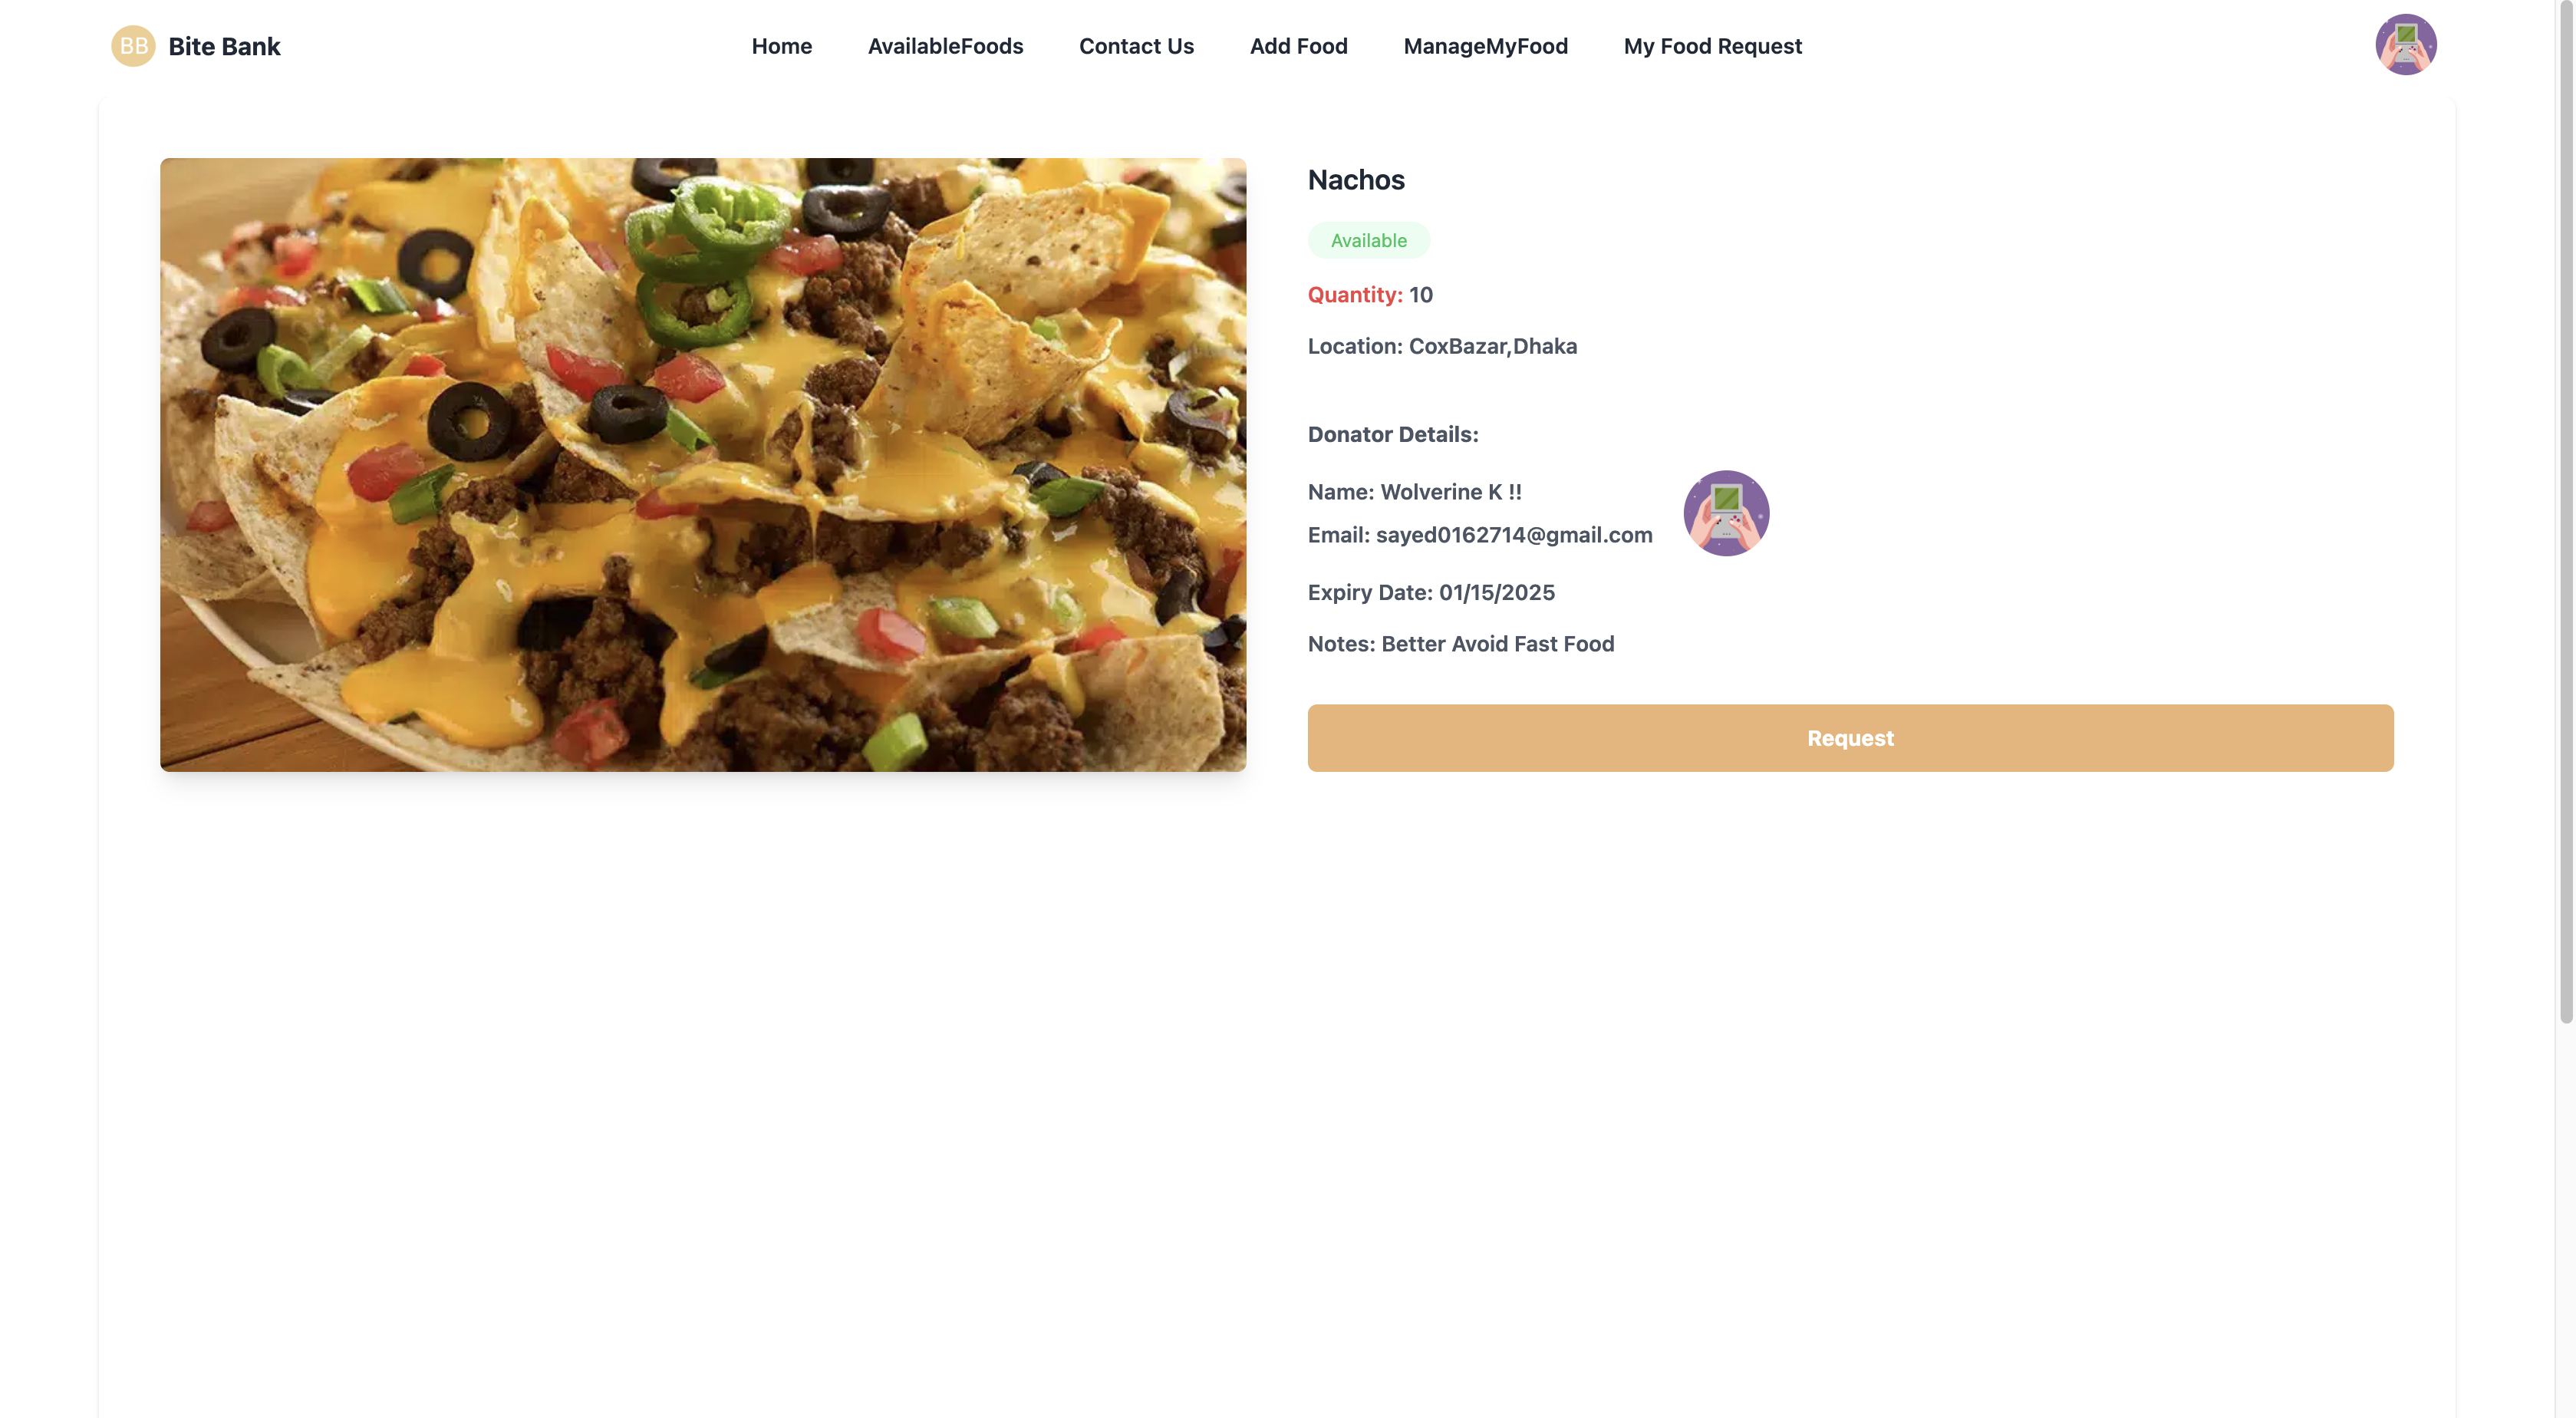 BB Bite Bank
Home AvailableFoods Contact Us Add Food ManageMyFood My Food Request
Nachos
Available
Quantity: 10
Location: CoxBazar,Dhaka
Donator Details:
Name: Wolverine K !!
Email: sayed0162714@gmail.com
Expiry Date: 01/15/2025
Notes: Better Avoid Fast Food
Request